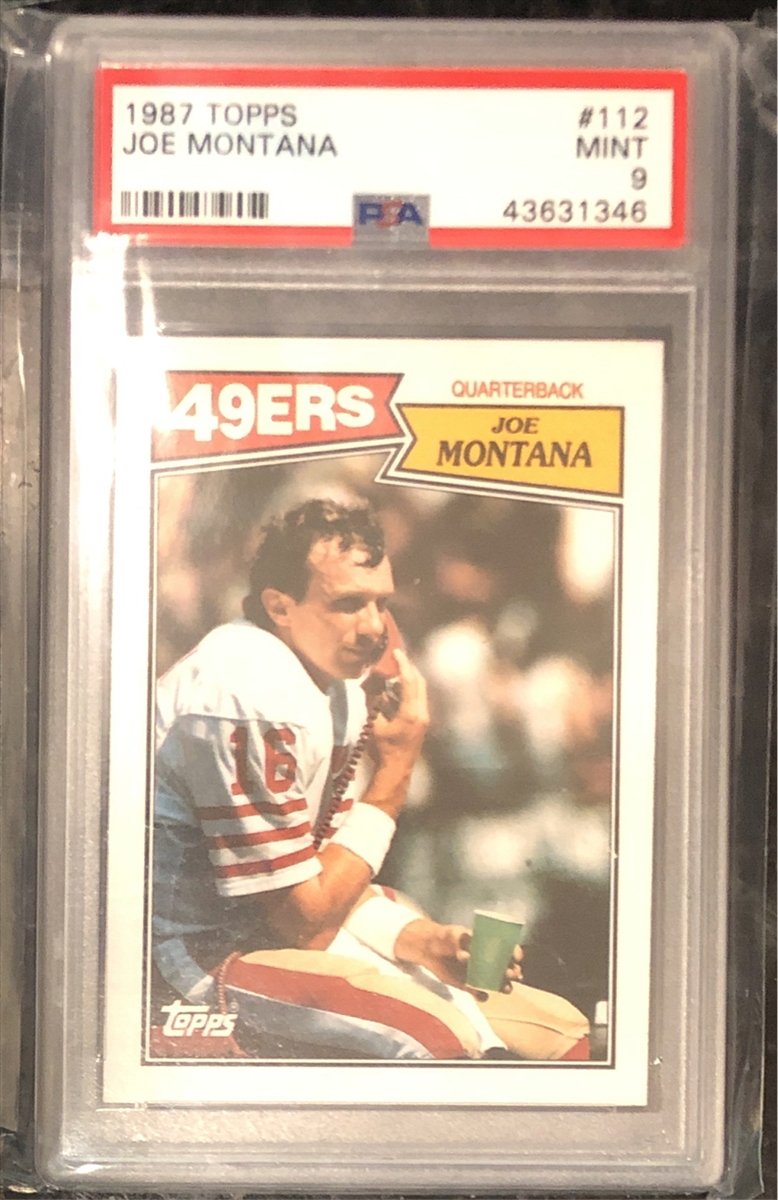 1987 TOPPS #112
JOE MONTANA MINT
9
PSA 43631346
49ERS
QUARTERBACK
JOE
MONTANA
16
TOPPS